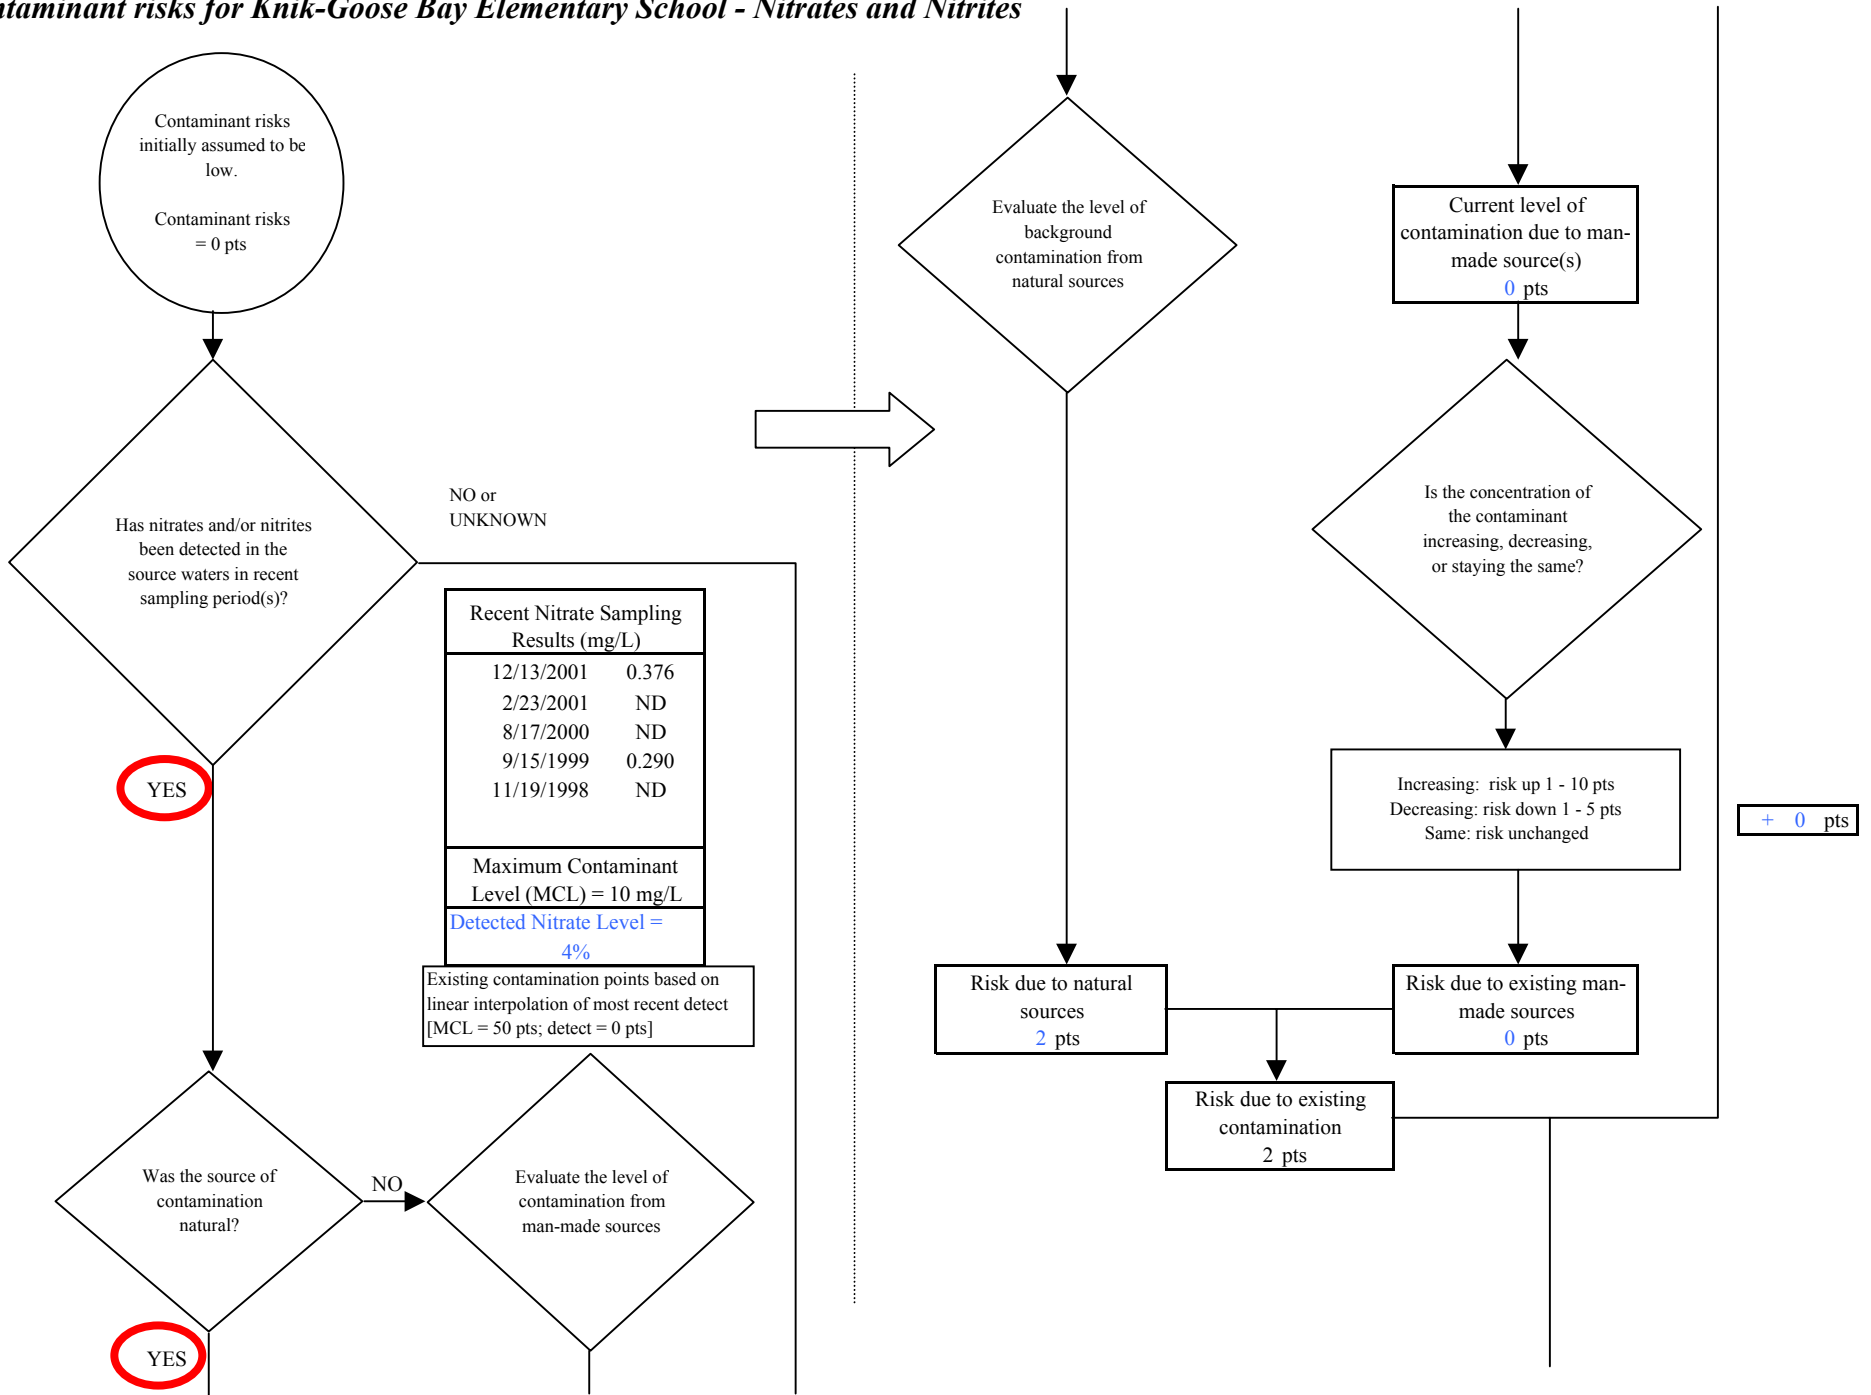 ntaminant risks for Knik-Goose Bay Elementary School - Nitrates and Nitrites
Contaminant risks
initially assumed to be
low.
Contaminant risks
= 0 pts
Has nitrates and/or nitrites
been detected in the
source waters in recent
sampling period(s)?
NO or
UNKNOWN
YES
Recent Nitrate Sampling
Results (mg/L)
12/13/2001 0.376
2/23/2001 ND
8/17/2000 ND
9/15/1999 0.290
11/19/1998 ND
Maximum Contaminant
Level (MCL) = 10 mg/L
Detected Nitrate Level =
4%
Existing contamination points based on
linear interpolation of most recent detect
[MCL = 50 pts; detect = 0 pts]
Was the source of
contamination
natural?
NO
Evaluate the level of
contamination from
man-made sources
YES
Evaluate the level of
background
contamination from
natural sources
Current level of
contamination due to man-
made source(s)
0 pts
Is the concentration of
the contaminant
increasing, decreasing,
or staying the same?
Increasing: risk up 1 - 10 pts
Decreasing: risk down 1 - 5 pts
Same: risk unchanged
+ 0 pts
Risk due to natural
sources
2 pts
Risk due to existing man-
made sources
0 pts
Risk due to existing
contamination
2 pts